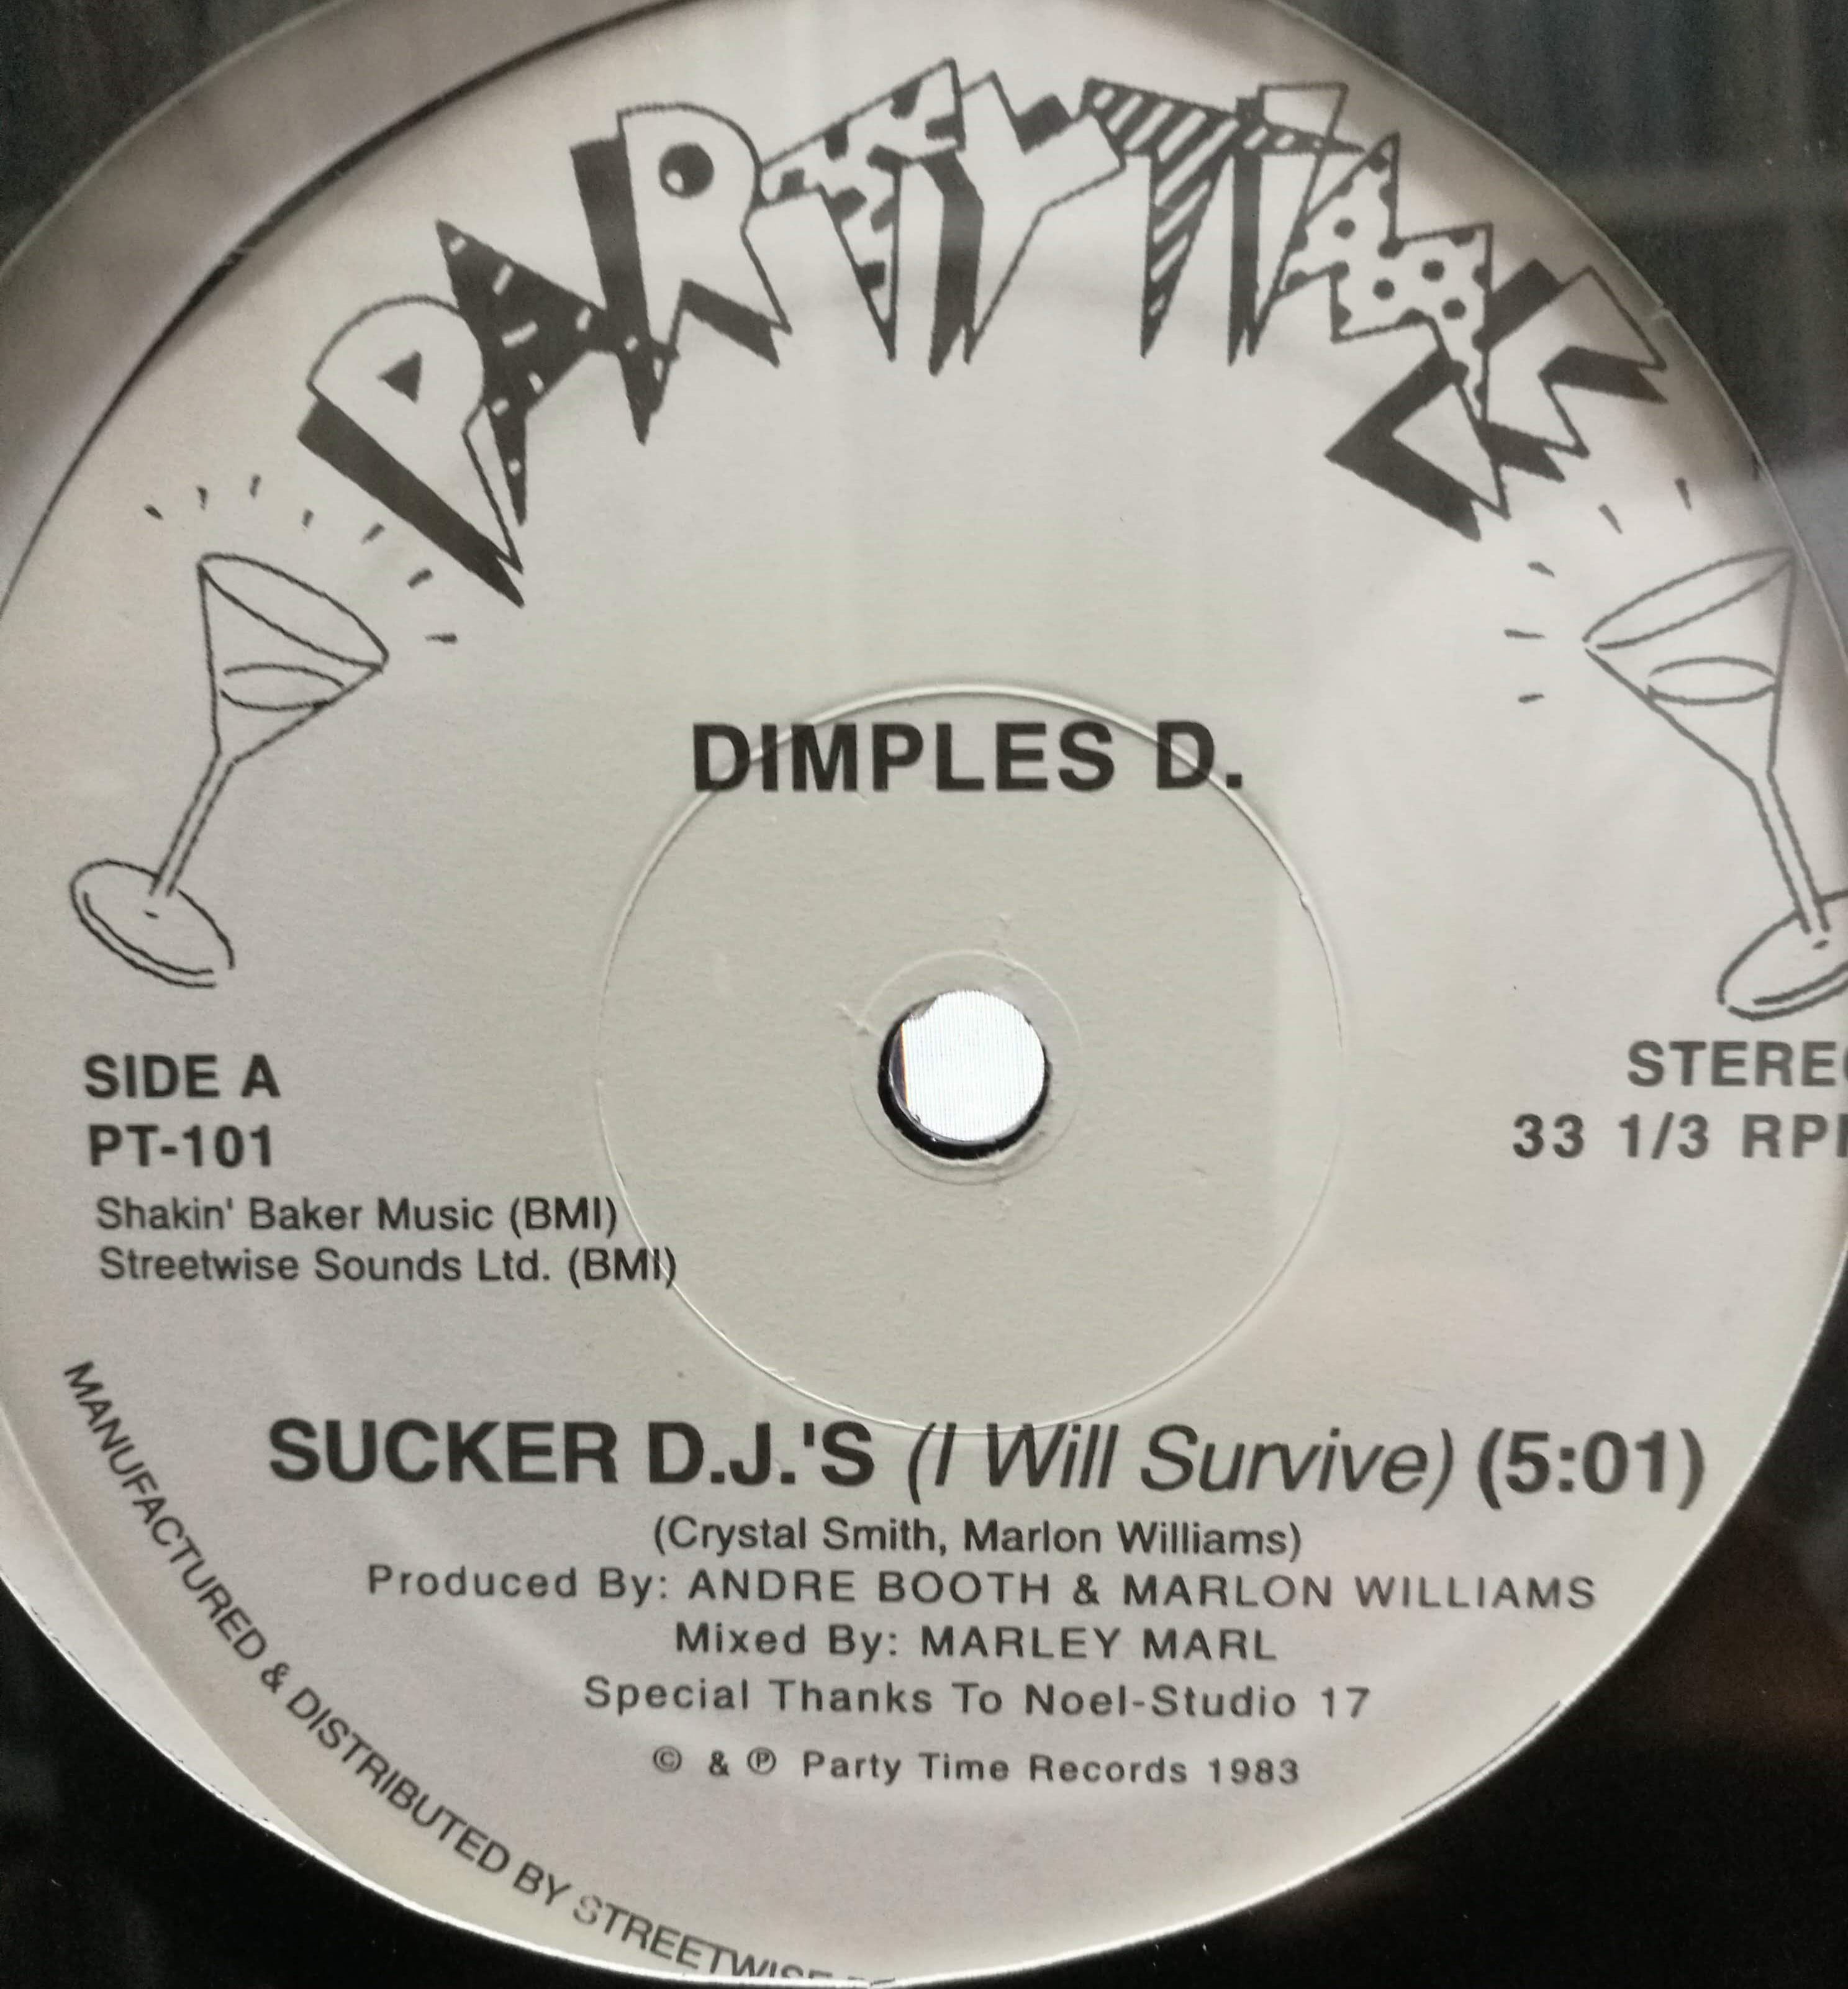 PARTY TIME
DIMPLES D.
SIDE A
PT-101
Shakin' Baker Music (BMI)
Streetwise Sounds Ltd. (BMI)
STEREO
33 1/3 RPM
SUCKER D.J.'S (I Will Survive) (5:01)
(Crystal Smith, Marlon Williams)
Produced By: ANDRE BOOTH & MARLON WILLIAMS
Mixed By: MARLEY MARL
Special Thanks To Noel-Studio 17
© & ℗ Party Time Records 1983
MANUFACTURED & DISTRIBUTED BY STREETWISE